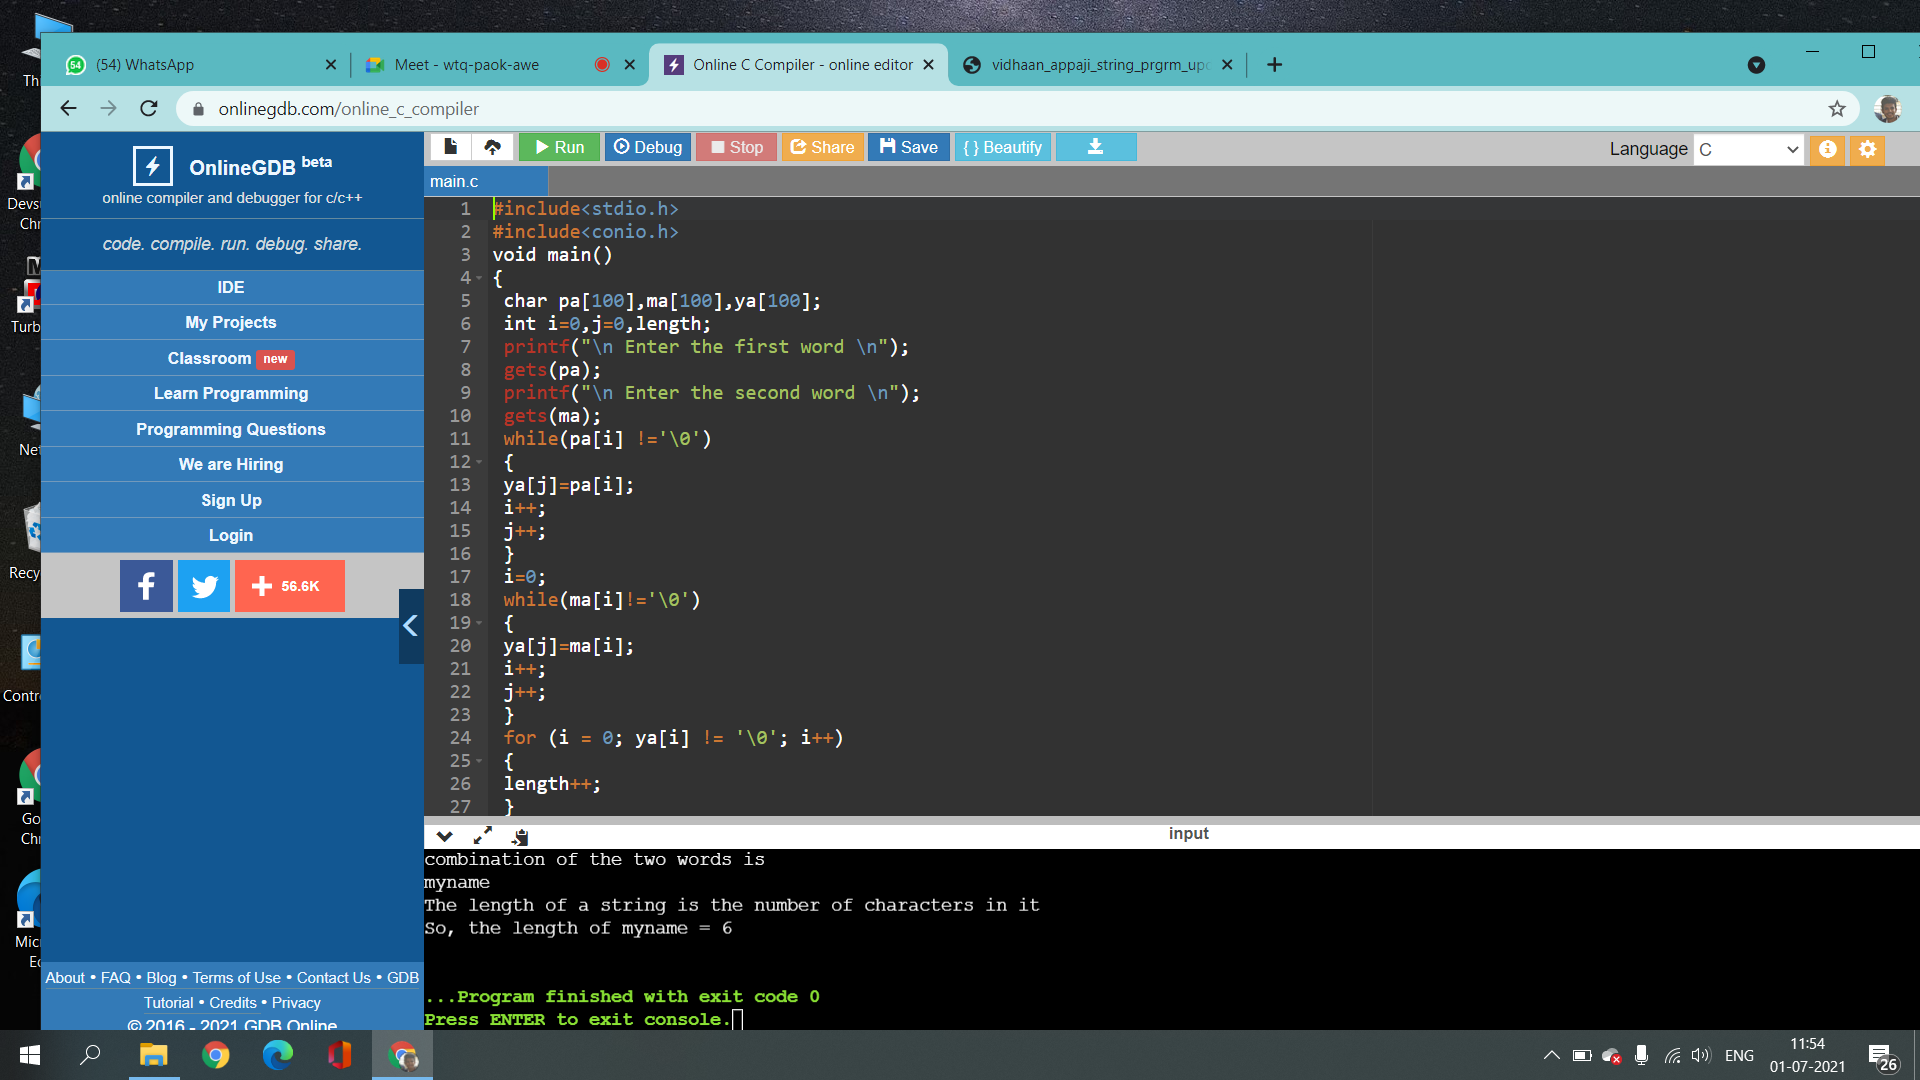 (54) WhatsApp
Meet - wtq-paok-awe
Online C Compiler - online editor
vidhaan_appaji_string_prgrm_upd
onlinegdb.com/online_c_compiler
OnlineGDB beta
online compiler and debugger for c/c++
code. compile. run. debug. share.
IDE
My Projects
Classroom new
Learn Programming
Programming Questions
We are Hiring
Sign Up
Login
56.6K
About • FAQ • Blog • Terms of Use • Contact Us • GDB
Tutorial • Credits • Privacy
© 2016 - 2021 GDB Online
Run
Debug
Stop
Share
Save
{ } Beautify
Language C
main.c
1 #include<stdio.h>
2 #include<conio.h>
3 void main()
4 {
5 char pa[100],ma[100],ya[100];
6 int i=0,j=0,length;
7 printf("\n Enter the first word \n");
8 gets(pa);
9 printf("\n Enter the second word \n");
10 gets(ma);
11 while(pa[i] !='\0')
12 {
13 ya[j]=pa[i];
14 i++;
15 j++;
16 }
17 i=0;
18 while(ma[i]!='\0')
19 {
20 ya[j]=ma[i];
21 i++;
22 j++;
23 }
24 for (i = 0; ya[i] != '\0'; i++)
25 {
26 length++;
27 }
input
combination of the two words is
myname
The length of a string is the number of characters in it
So, the length of myname = 6
...Program finished with exit code 0
Press ENTER to exit console.
Th
Devs
Chr
Turb
Net
Recy
Contr
Go
Chr
Mic
Ec
ENG
11:54
01-07-2021
26